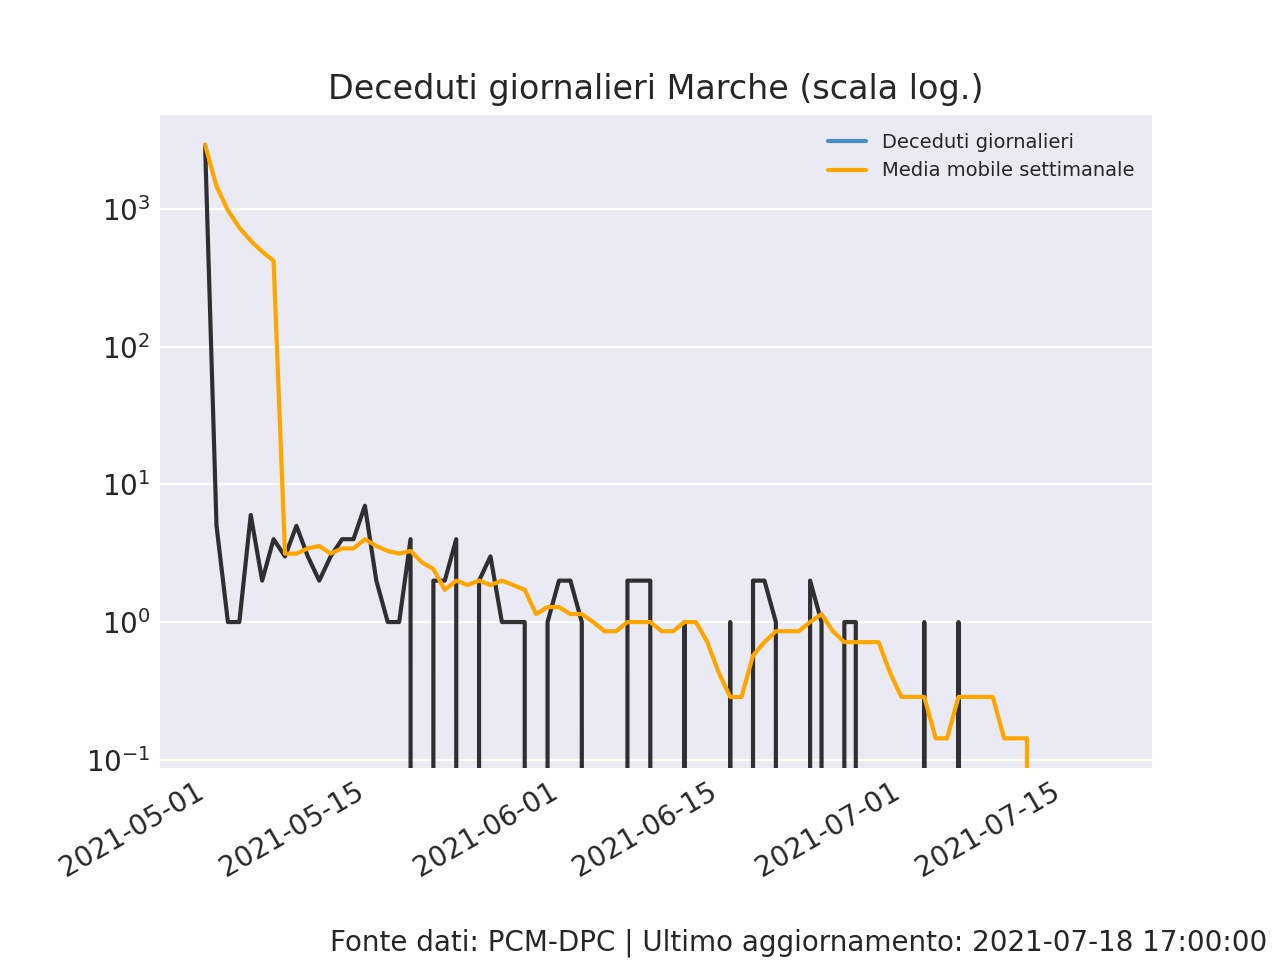 Deceduti giornalieri Marche (scala log.)
Deceduti giornalieri
Media mobile settimanale
10³
10²
10¹
10⁰
10⁻¹
2021-05-01
2021-05-15
2021-06-01
2021-06-15
2021-07-01
2021-07-15
Fonte dati: PCM-DPC | Ultimo aggiornamento: 2021-07-18 17:00:00